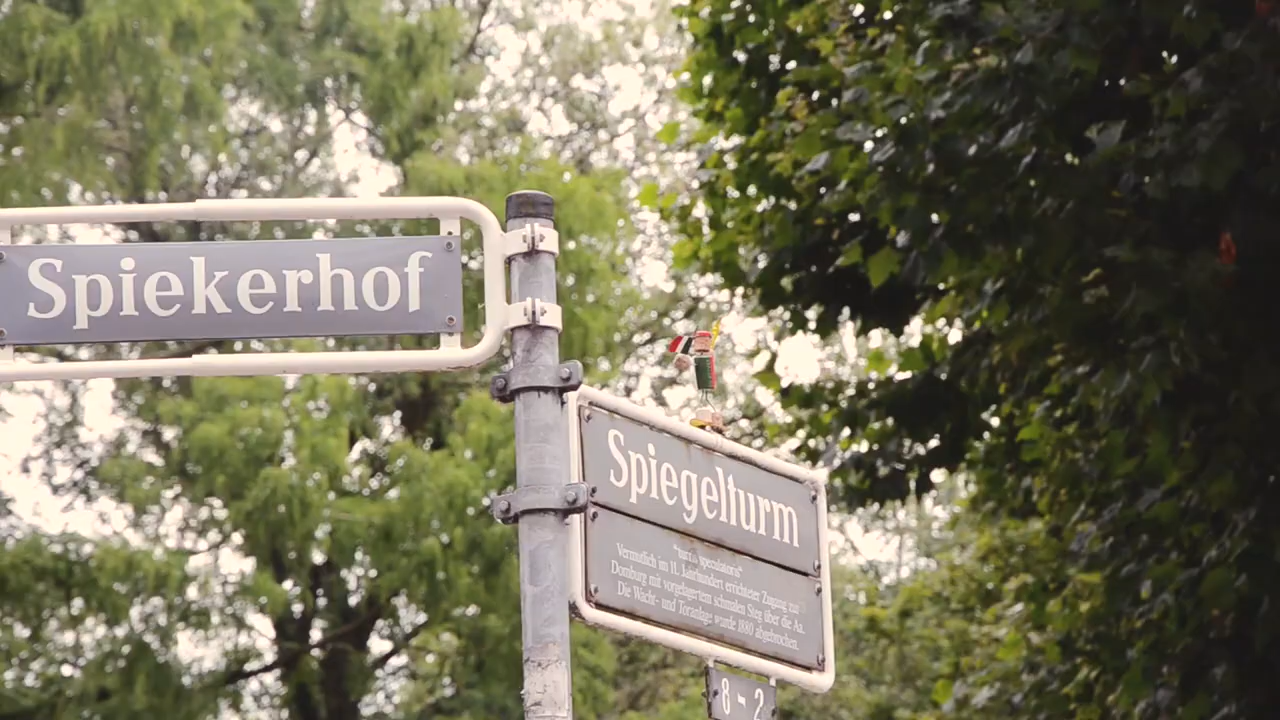 Spiekerhof
Spiegelturm
"turris speculatoris"
Vermutlich im 11. Jahrhundert errichteter Zugang zur
Domburg mit vorgelagertem schmalen Steg über die Aa.
Die Wacht- und Toranlage wurde 1880 abgebrochen.
8-2